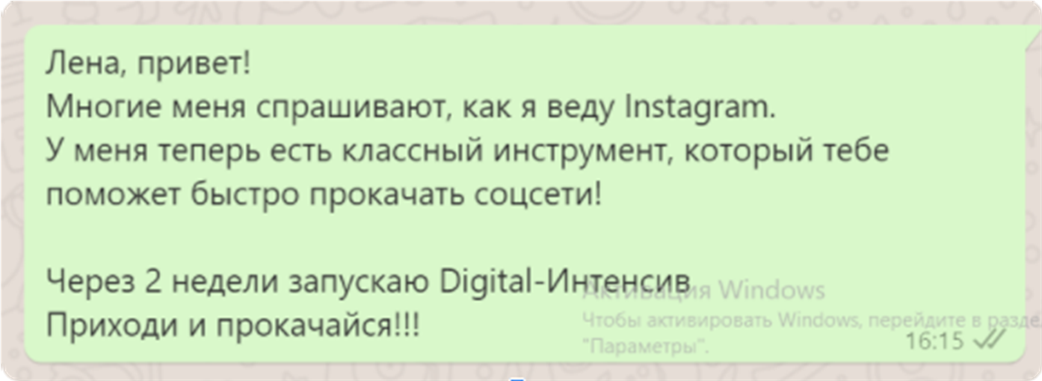 Лена, привет!
Многие меня спрашивают, как я веду Instagram.
У меня теперь есть классный инструмент, который тебе
поможет быстро прокачать соцсети!
Через 2 недели запускаю Digital-Интенсив
Приходи и прокачайся!!!
Активация Windows
Чтобы активировать Windows, перейдите в разде
"Параметры".
16:15